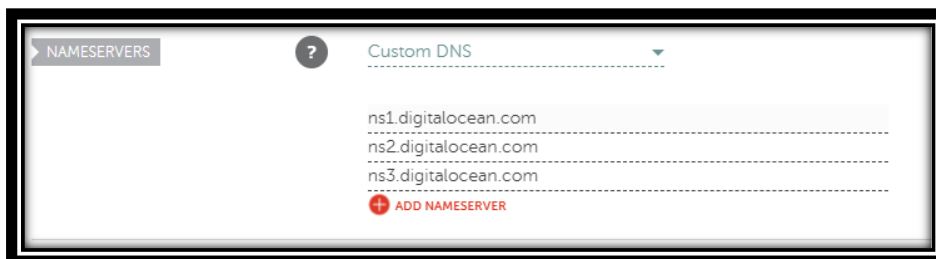 NAMESERVERS ? Custom DNS
ns1.digitalocean.com
ns2.digitalocean.com
ns3.digitalocean.com
ADD NAMESERVER